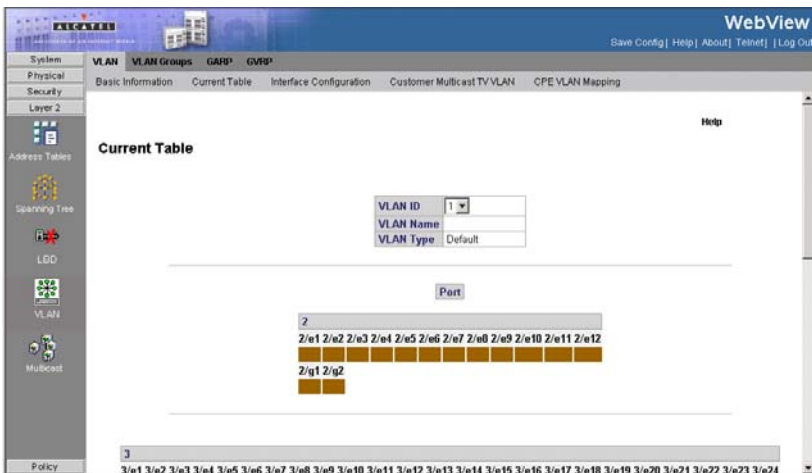 ALCATEL
WebView
Save Config| Help| About| Telnet| |Log Out
System
Physical
Security
Layer 2
Address Tables
Spanning Tree
LBD
VLAN
Multicast
Policy
VLAN VLAN Groups GARP GVRP
Basic Information Current Table Interface Configuration Customer Multicast TV VLAN CPE VLAN Mapping
Help
Current Table
VLAN ID 1
VLAN Name
VLAN Type Default
Port
2
2/e1 2/e2 2/e3 2/e4 2/e5 2/e6 2/e7 2/e8 2/e9 2/e10 2/e11 2/e12
2/g1 2/g2
3
3/e1 3/e2 3/e3 3/e4 3/e5 3/e6 3/e7 3/e8 3/e9 3/e10 3/e11 3/e12 3/e13 3/e14 3/e15 3/e16 3/e17 3/e18 3/e19 3/e20 3/e21 3/e22 3/e23 3/e24